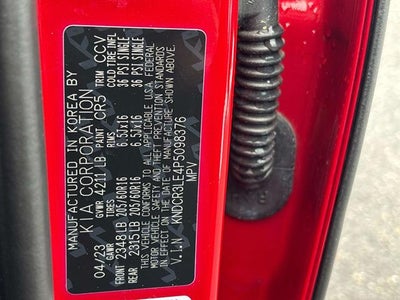 MANUFACTURED IN KOREA BY
KIA CORPORATION
04/23 GVWR 4211 LB PAINT CR5 TRIM CCV
GAWR TIRES RIMS COLD TIRE INFL
FRONT 2348 LB 205/60R16 6.5JX16 36 PSI SINGLE
REAR 2315 LB 205/60R16 6.5JX16 36 PSI SINGLE
THIS VEHICLE CONFORMS TO ALL APPLICABLE U.S.A. FEDERAL
MOTOR VEHICLE SAFETY AND THEFT PREVENTION STANDARDS
IN EFFECT ON THE DATE OF MANUFACTURE SHOWN ABOVE.
V.I.N KNDCR3LE4P5098376
MPV